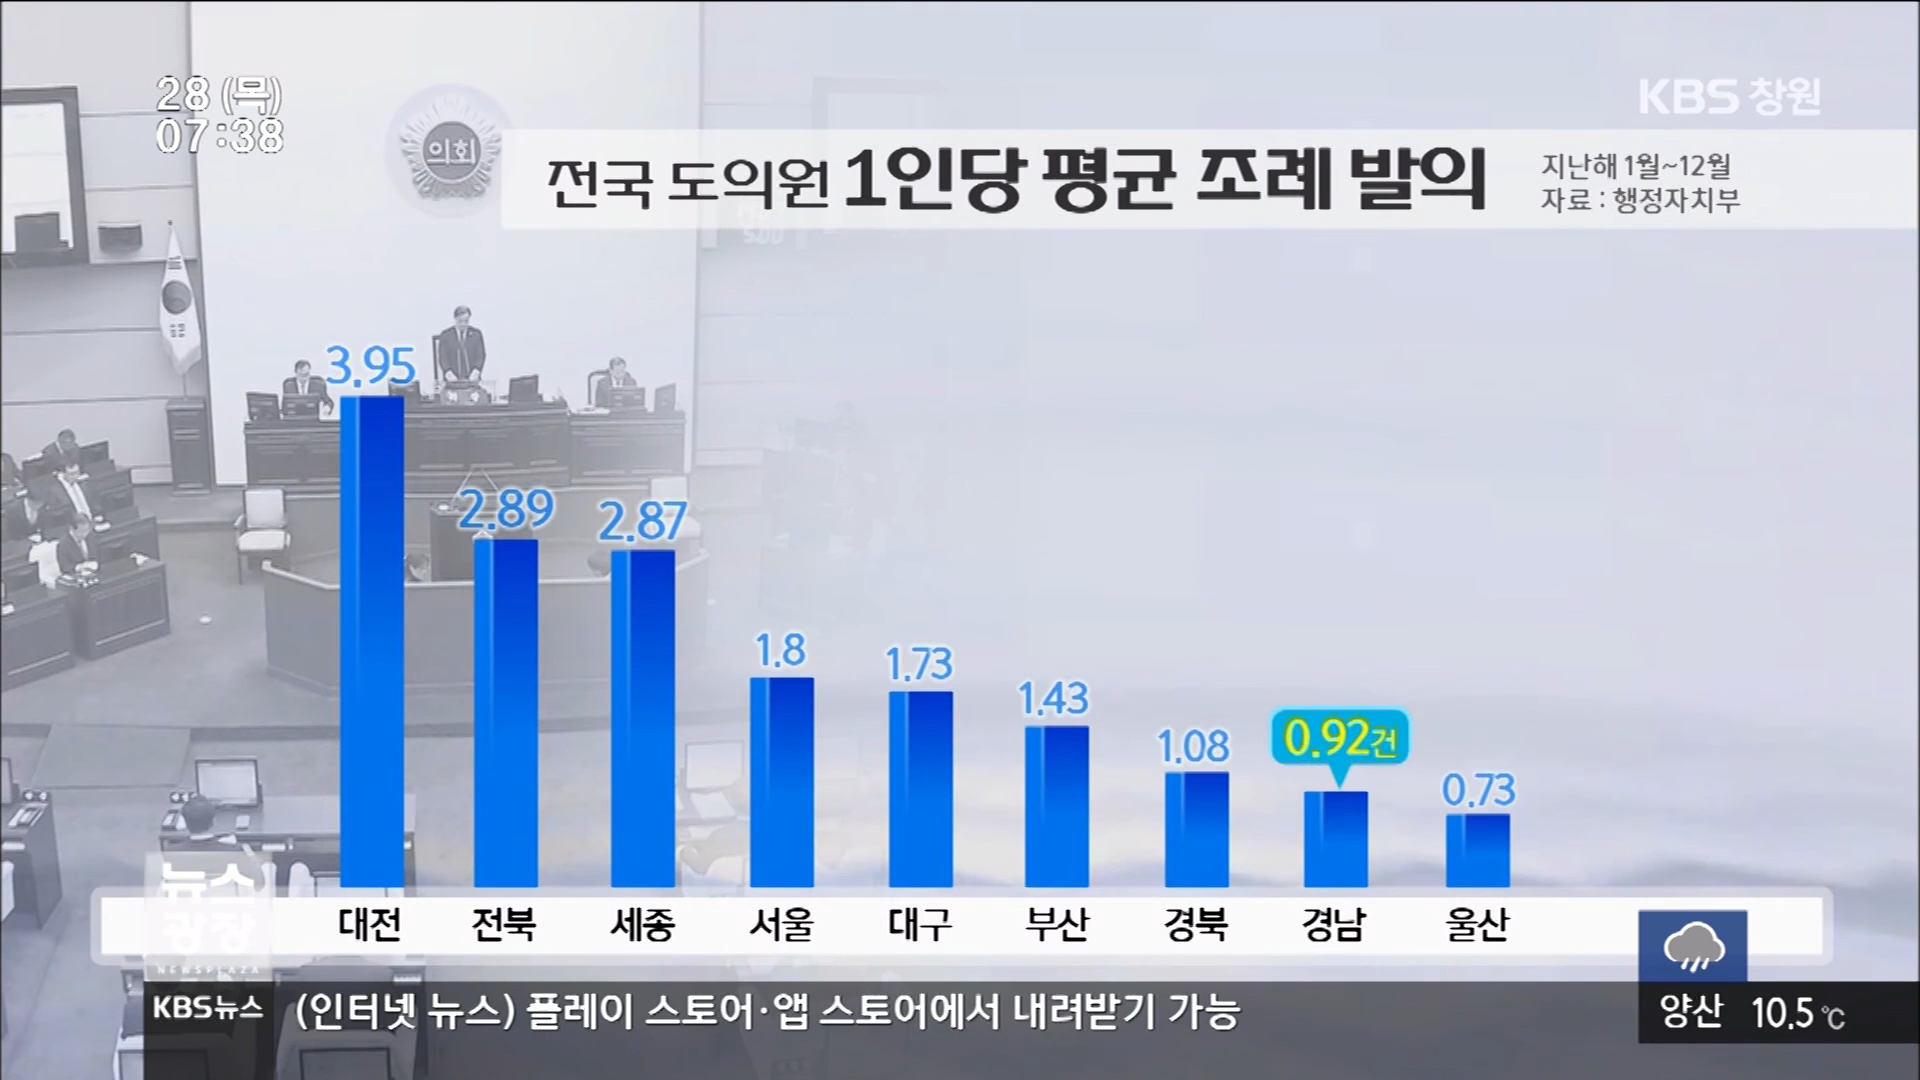 28 (목)
07:38
KBS 창원
의회
전국 도의원 1인당 평균 조례 발의
지난해 1월~12월
자료 : 행정자치부
3.95
2.89
2.87
1.8
1.73
1.43
1.08
0.92건
0.73
대전 전북 세종 서울 대구 부산 경북 경남 울산
뉴스
광장
NEWSPLAZA
KBS뉴스 (인터넷 뉴스) 플레이 스토어·앱 스토어에서 내려받기 가능
양산 10.5℃